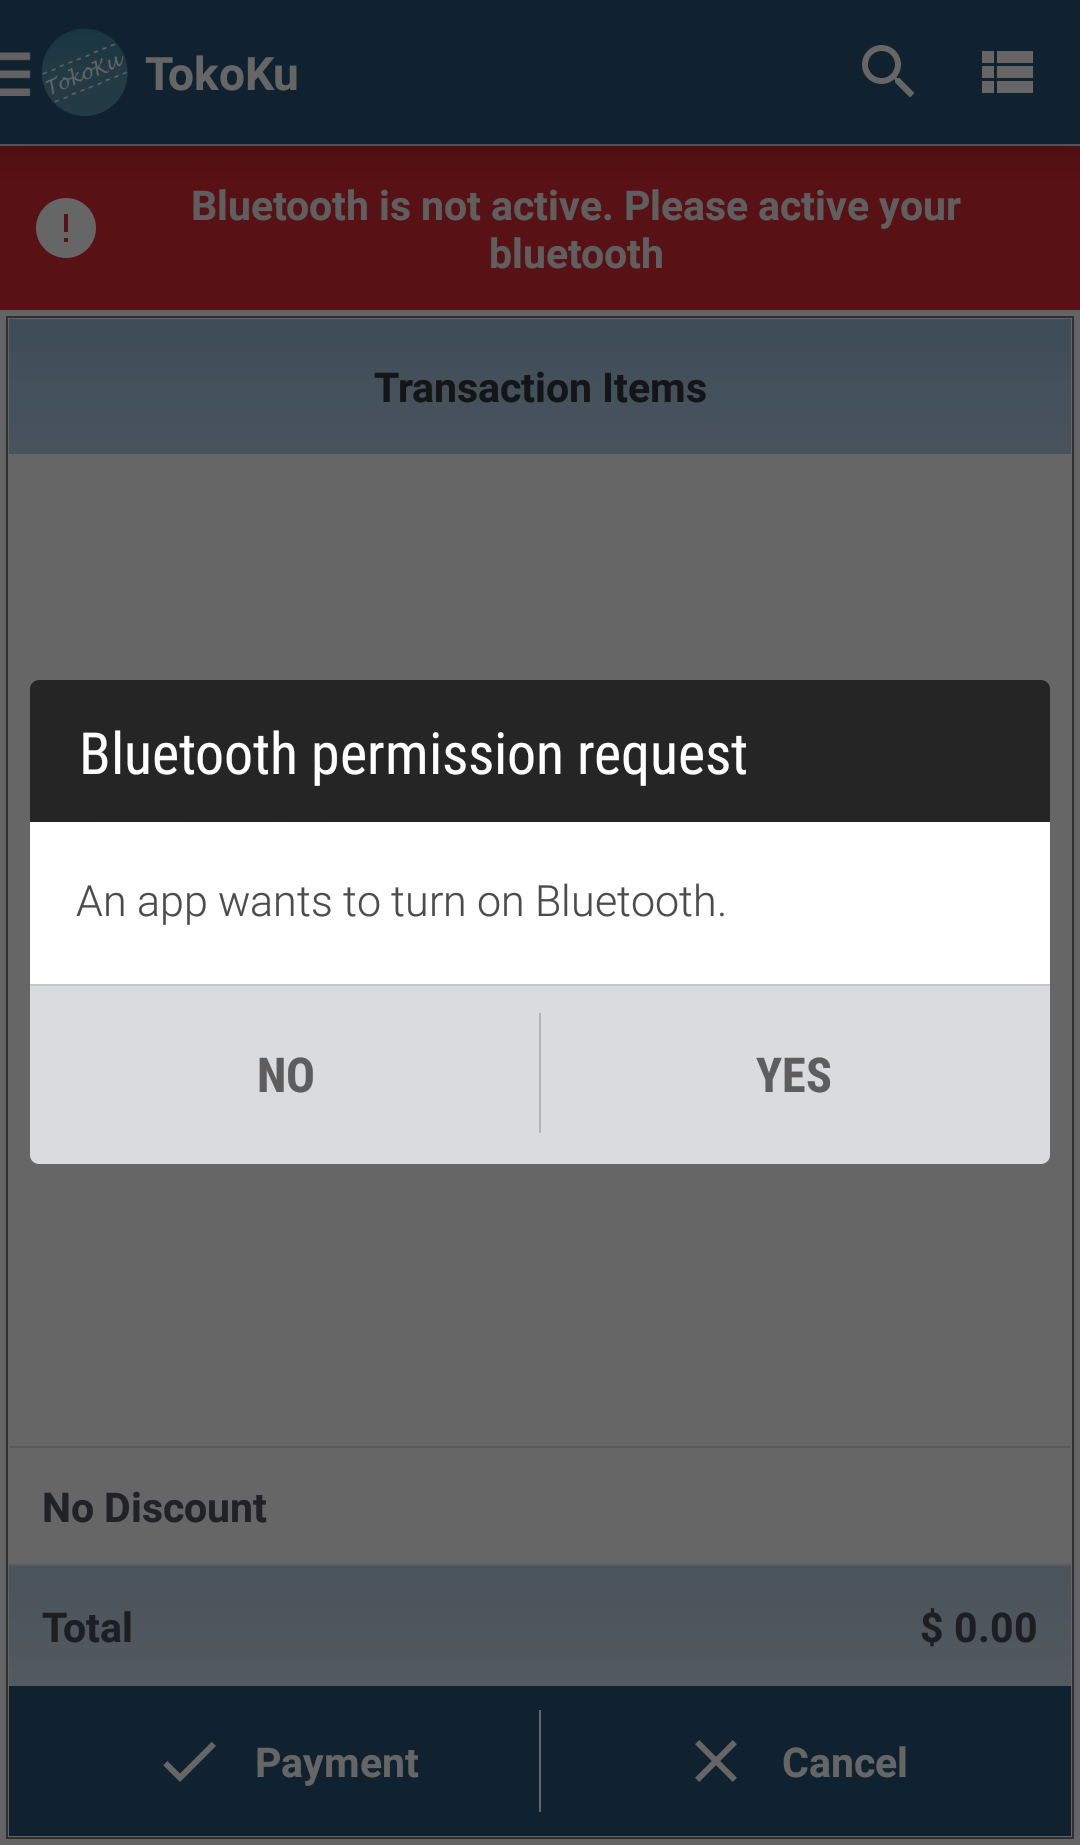 TokoKu
TokoKu
Bluetooth is not active. Please active your
bluetooth
Transaction Items
Bluetooth permission request
An app wants to turn on Bluetooth.
NO
YES
No Discount
Total
$ 0.00
Payment
Cancel